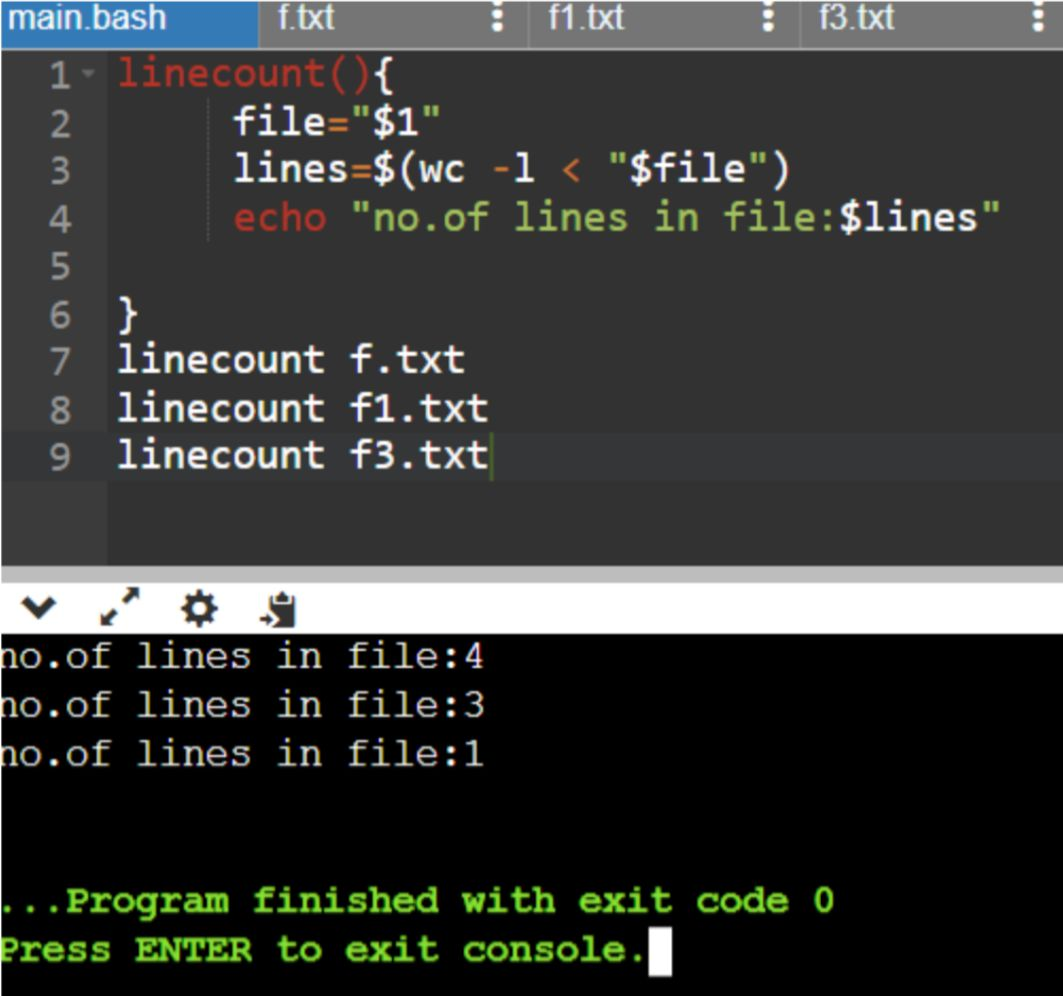 main.bash f.txt f1.txt f3.txt
1 linecount(){
2 file="$1"
3 lines=$(wc -l < "$file")
4 echo "no.of lines in file:$lines"
5
6 }
7 linecount f.txt
8 linecount f1.txt
9 linecount f3.txt
no.of lines in file:4
no.of lines in file:3
no.of lines in file:1
...Program finished with exit code 0
Press ENTER to exit console.